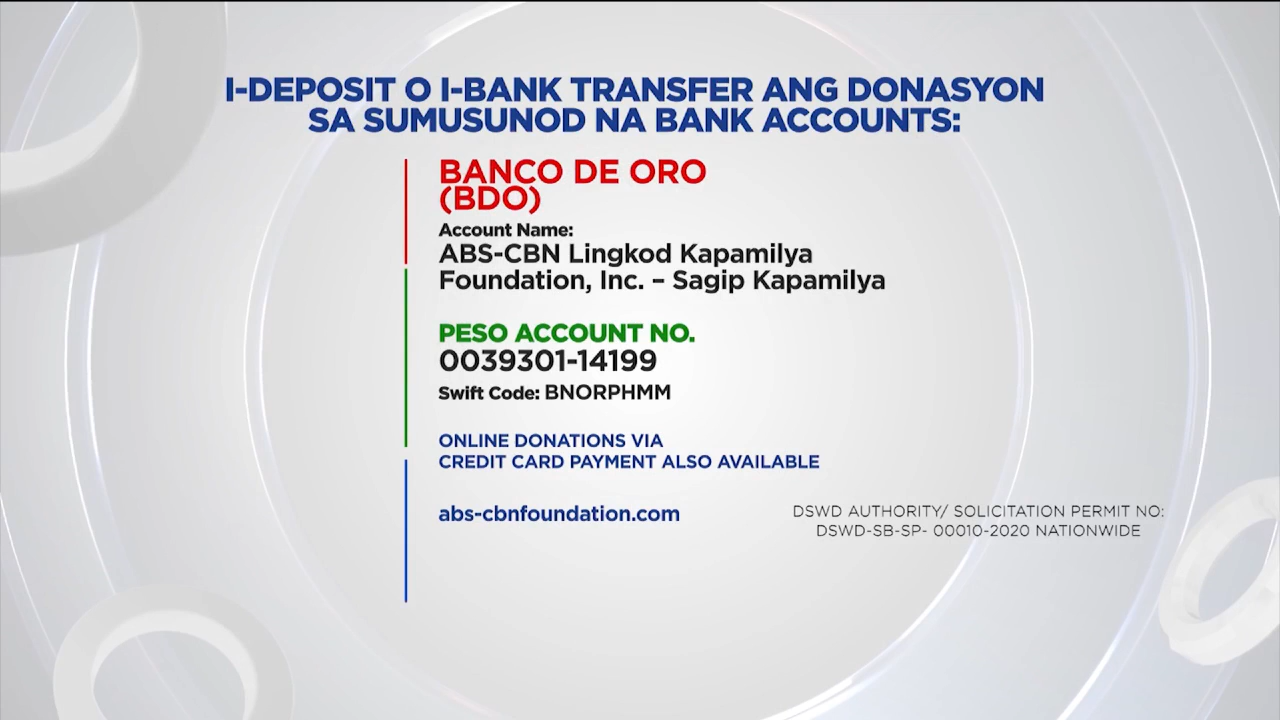 I-DEPOSIT O I-BANK TRANSFER ANG DONASYON
SA SUMUSUNOD NA BANK ACCOUNTS:
BANCO DE ORO
(BDO)
Account Name:
ABS-CBN Lingkod Kapamilya
Foundation, Inc. – Sagip Kapamilya
PESO ACCOUNT NO.
0039301-14199
Swift Code: BNORPHMM
ONLINE DONATIONS VIA
CREDIT CARD PAYMENT ALSO AVAILABLE
abs-cbnfoundation.com
DSWD AUTHORITY/ SOLICITATION PERMIT NO:
DSWD-SB-SP- 00010-2020 NATIONWIDE